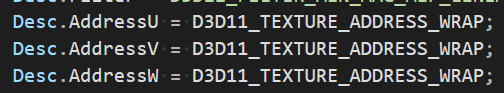 Desc.AddressU = D3D11_TEXTURE_ADDRESS_WRAP;
Desc.AddressV = D3D11_TEXTURE_ADDRESS_WRAP;
Desc.AddressW = D3D11_TEXTURE_ADDRESS_WRAP;